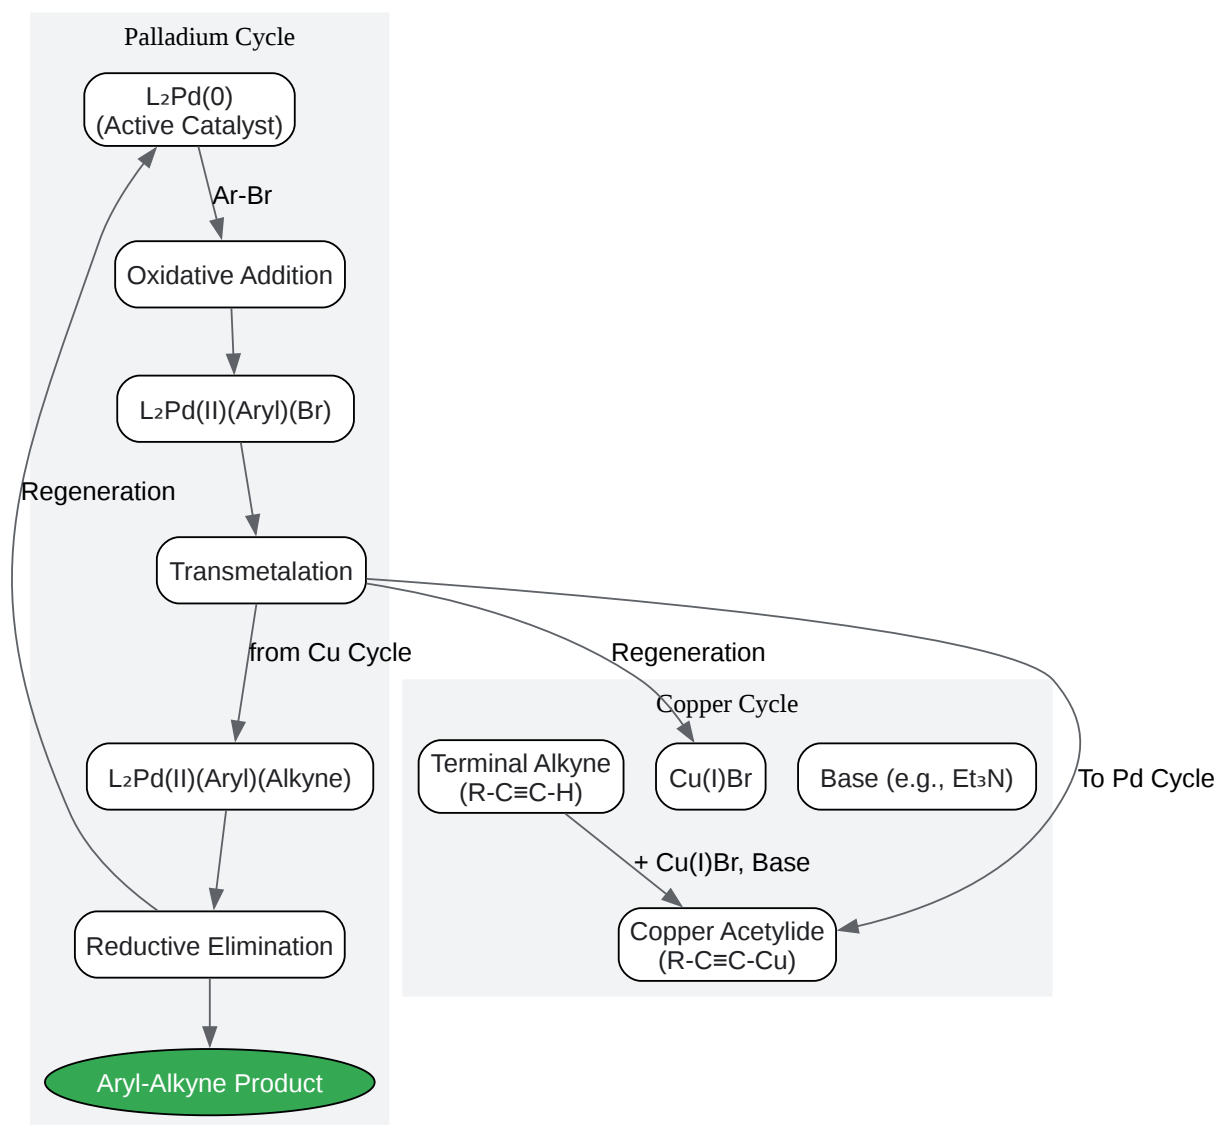 Palladium Cycle
L₂Pd(0)
(Active Catalyst)
Ar-Br
Oxidative Addition
L₂Pd(II)(Aryl)(Br)
Regeneration
Transmetalation
from Cu Cycle
Regeneration
Copper Cycle
L₂Pd(II)(Aryl)(Alkyne)
Terminal Alkyne
(R-C≡C-H)
Cu(I)Br
Base (e.g., Et₃N)
To Pd Cycle
+ Cu(I)Br, Base
Reductive Elimination
Copper Acetylide
(R-C≡C-Cu)
Aryl-Alkyne Product